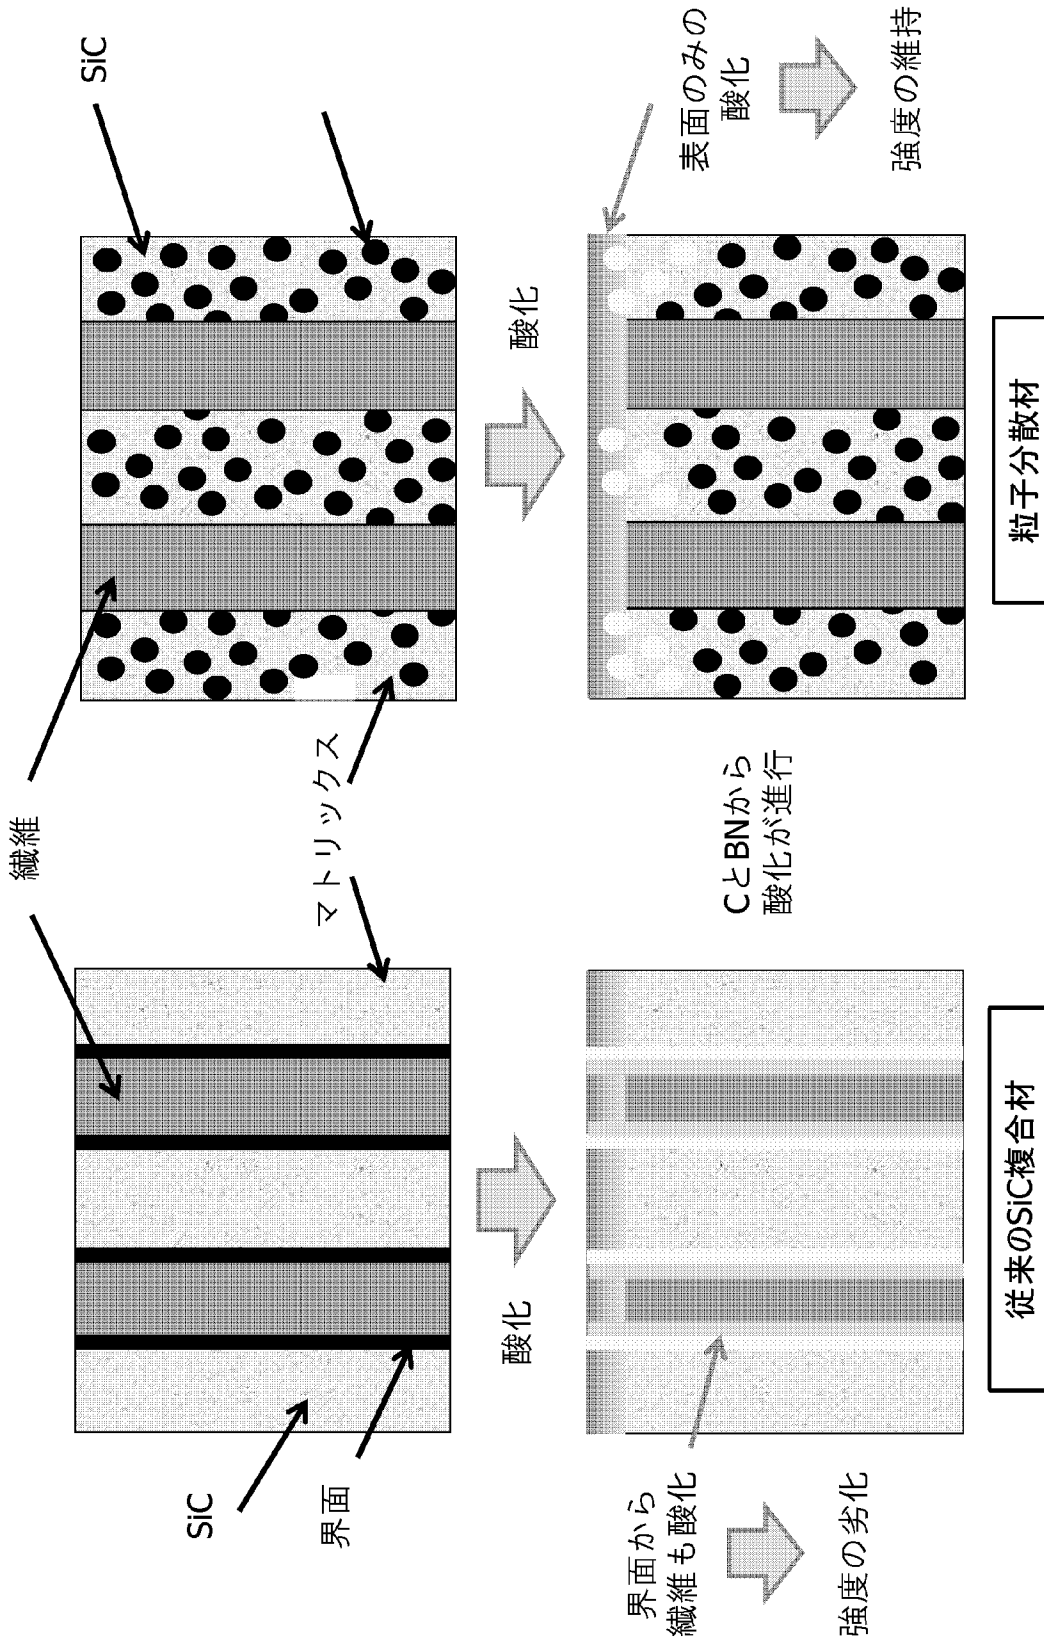 繊維
SiC
界面
マトリックス
SiC
酸化
酸化
界面から
繊維も酸化
強度の劣化
CとBNから
酸化が進行
表面のみの
酸化
強度の維持
従来のSiC複合材
粒子分散材